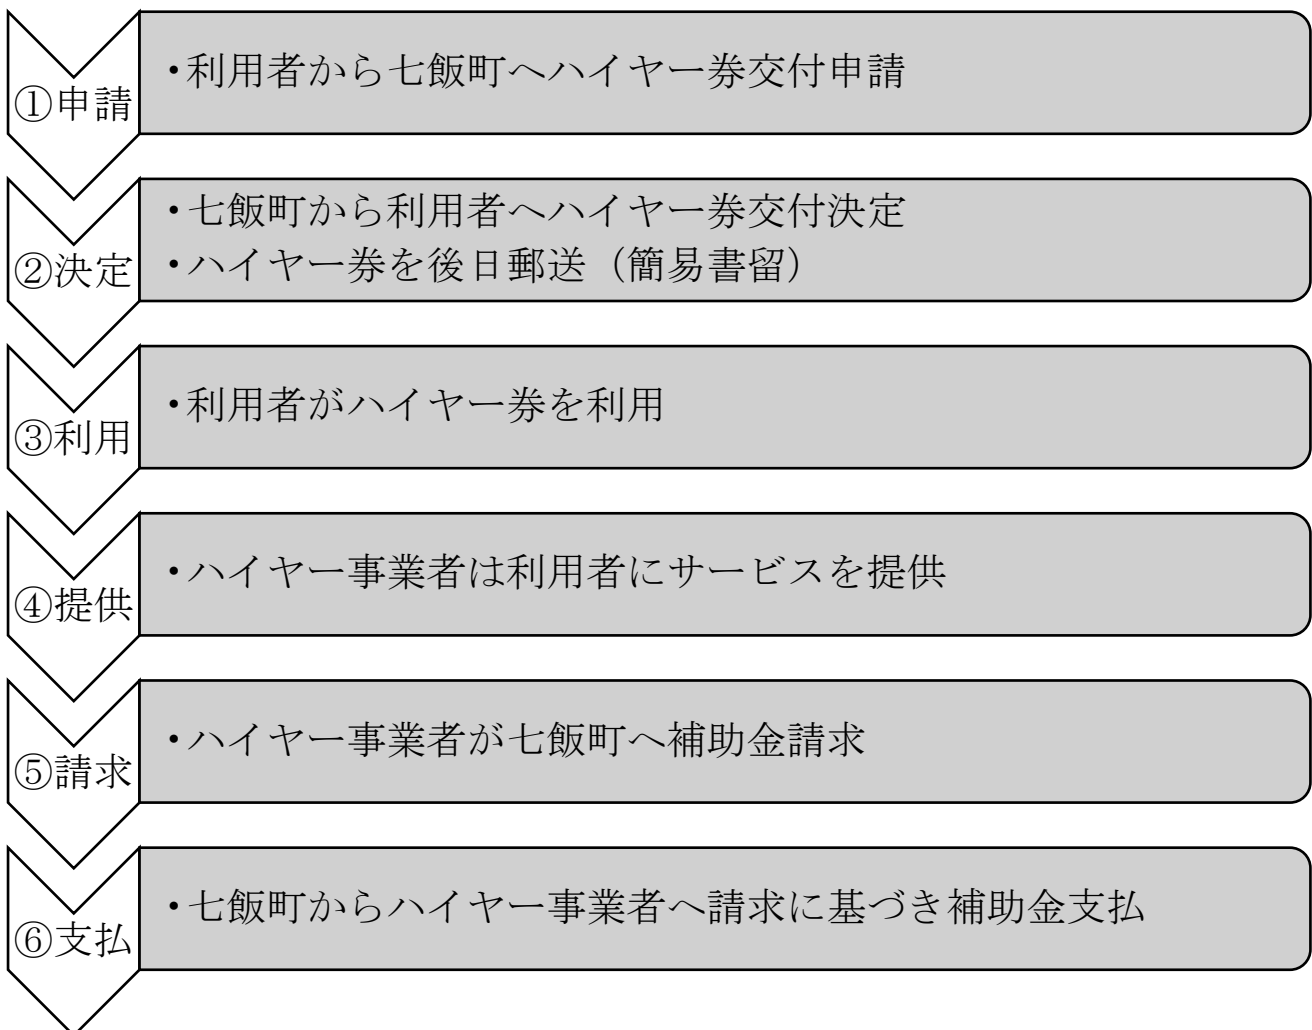 ①申請
・利用者から七飯町へハイヤー券交付申請
②決定
・七飯町から利用者へハイヤー券交付決定
・ハイヤー券を後日郵送（簡易書留）
③利用
・利用者がハイヤー券を利用
④提供
・ハイヤー事業者は利用者にサービスを提供
⑤請求
・ハイヤー事業者が七飯町へ補助金請求
⑥支払
・七飯町からハイヤー事業者へ請求に基づき補助金支払